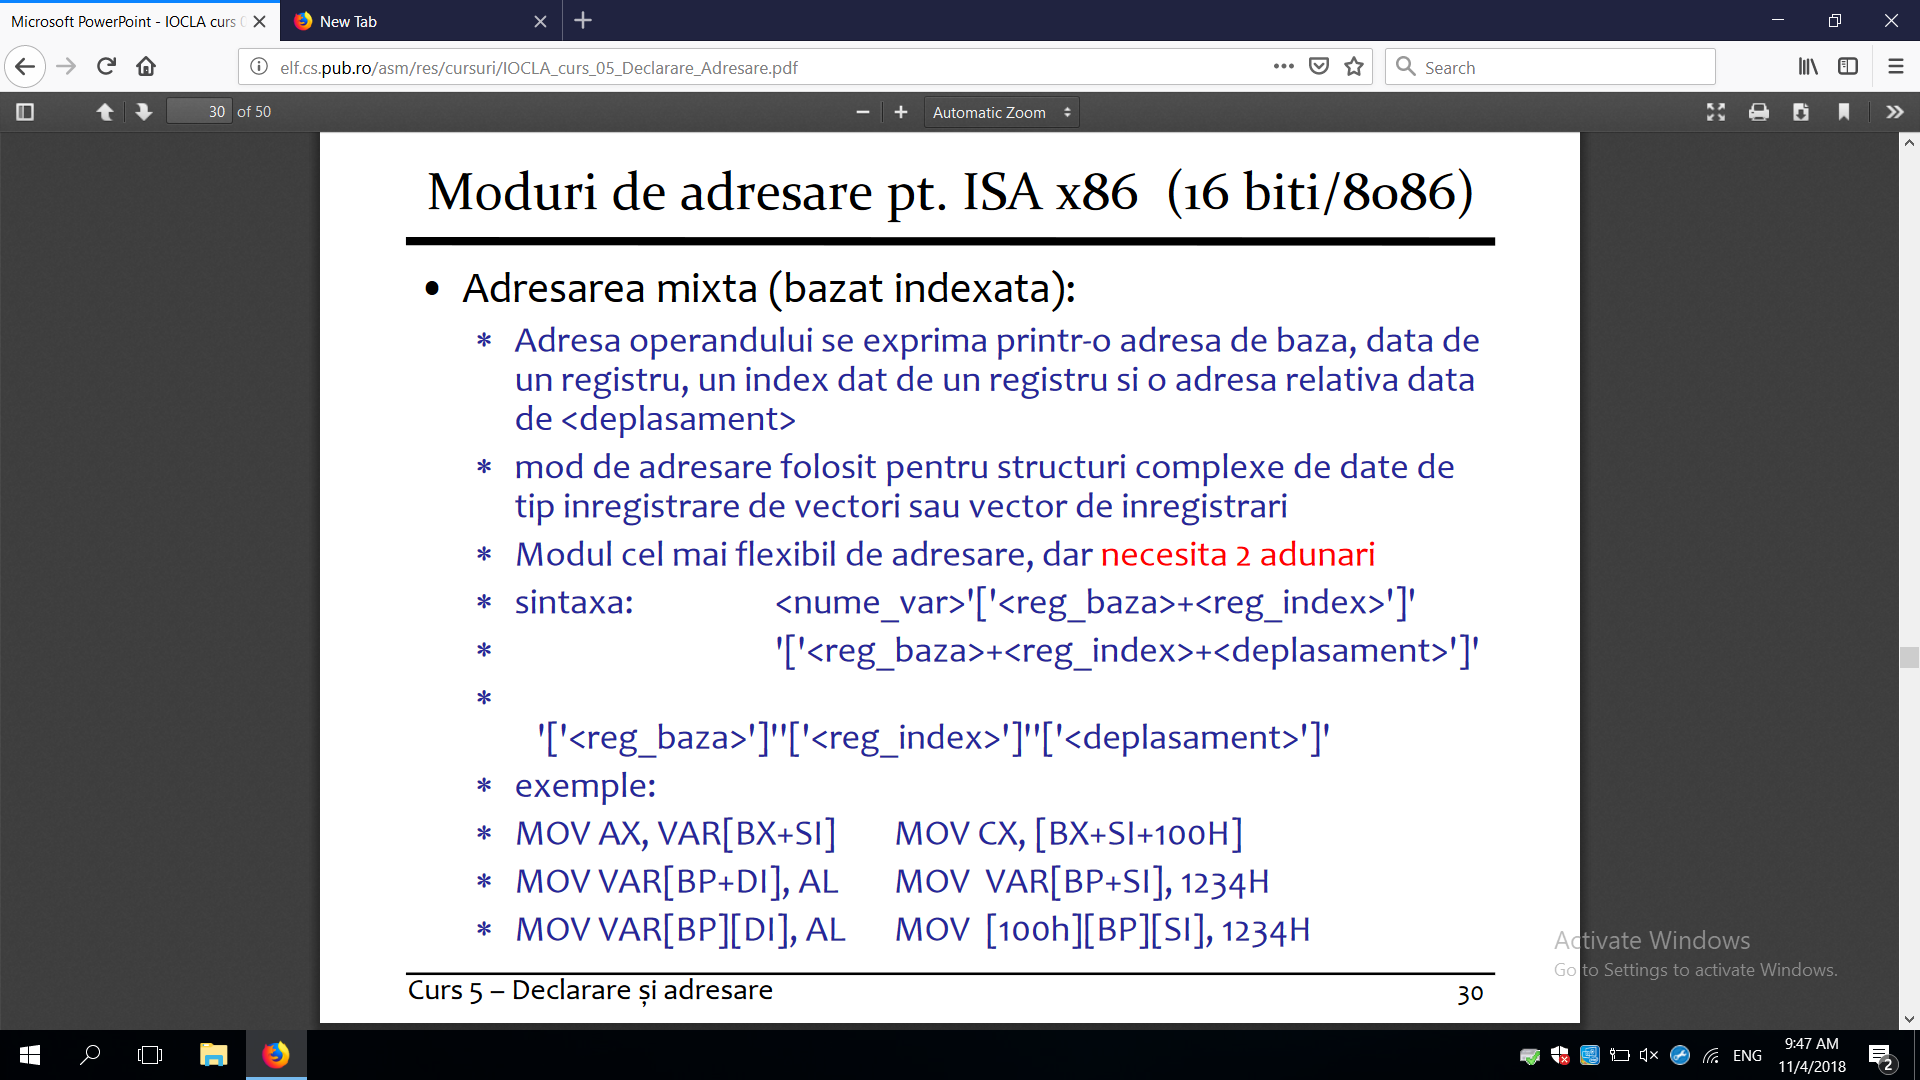 Microsoft PowerPoint - IOCLA curs
New Tab
elf.cs.pub.ro/asm/res/cursuri/IOCLA_curs_05_Declarare_Adresare.pdf
Search
30 of 50
Automatic Zoom
Moduri de adresare pt. ISA x86 (16 biti/8086)
• Adresarea mixta (bazat indexata):
* Adresa operandului se exprima printr-o adresa de baza, data de
un registru, un index dat de un registru si o adresa relativa data
de <deplasament>
* mod de adresare folosit pentru structuri complexe de date de
tip inregistrare de vectori sau vector de inregistrari
* Modul cel mai flexibil de adresare, dar necesita 2 adunari
* sintaxa: <nume_var>'['<reg_baza>+<reg_index>']'
* '['<reg_baza>+<reg_index>+<deplasament>']'
*
'['<reg_baza>']''['<reg_index>']''['<deplasament>']'
* exemple:
* MOV AX, VAR[BX+SI] MOV CX, [BX+SI+100H]
* MOV VAR[BP+DI], AL MOV VAR[BP+SI], 1234H
* MOV VAR[BP][DI], AL MOV [100h][BP][SI], 1234H
Curs 5 – Declarare și adresare 30
Activate Windows
Go to Settings to activate Windows.
ENG
9:47 AM
11/4/2018
2